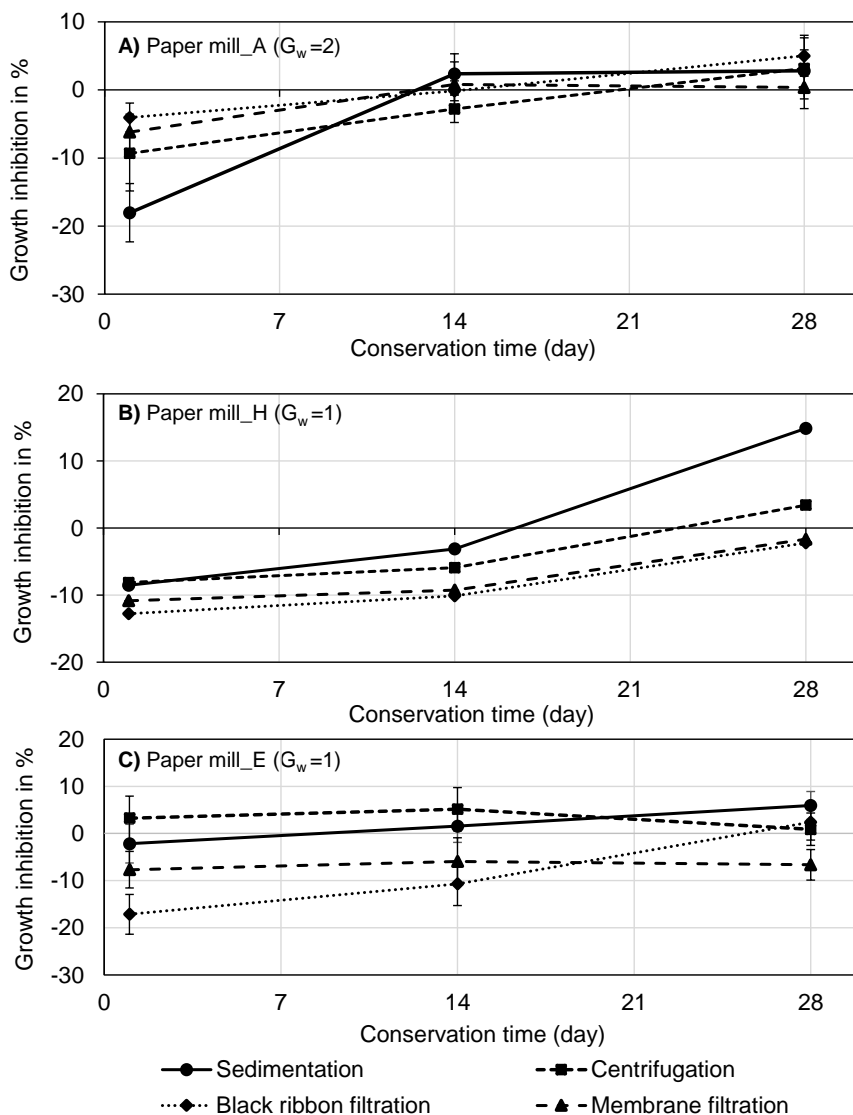 A) Paper mill_A (Gw=2)
Growth inhibition in %
10
0
-10
-20
-30
0 7 14 21 28
Conservation time (day)
B) Paper mill_H (Gw=1)
Growth inhibition in %
20
10
0
-10
-20
0 7 14 21 28
Conservation time (day)
C) Paper mill_E (Gw=1)
Growth inhibition in %
20
10
0
-10
-20
-30
0 7 14 21 28
Conservation time (day)
Sedimentation Centrifugation
Black ribbon filtration Membrane filtration